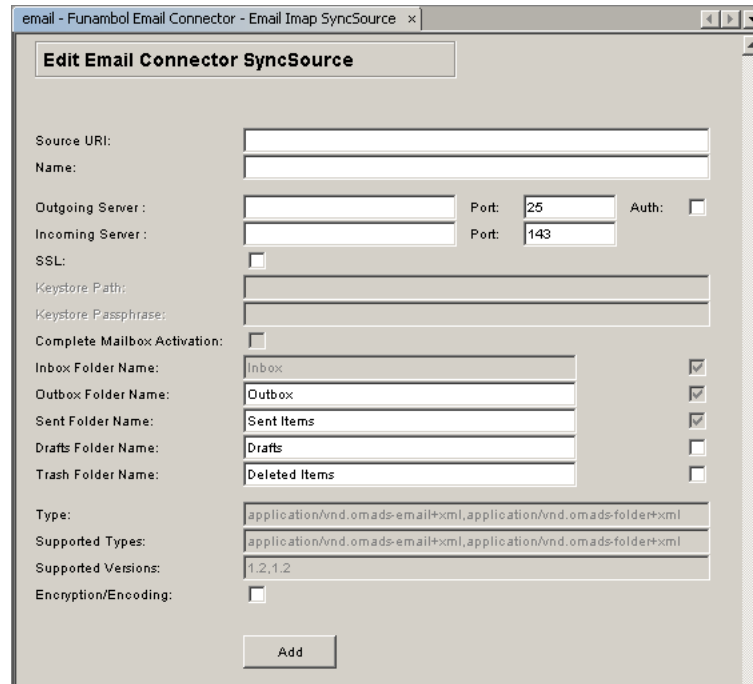 email - Funambol Email Connector - Email Imap SyncSource ×
Edit Email Connector SyncSource
Source URI:
Name:
Outgoing Server : Port: 25 Auth:
Incoming Server : Port: 143
SSL:
Keystore Path:
Keystore Passphrase:
Complete Mailbox Activation:
Inbox Folder Name: Inbox
Outbox Folder Name: Outbox
Sent Folder Name: Sent Items
Drafts Folder Name: Drafts
Trash Folder Name: Deleted Items
Type: application/vnd.omads-email+xml,application/vnd.omads-folder+xml
Supported Types: application/vnd.omads-email+xml,application/vnd.omads-folder+xml
Supported Versions: 1.2,1.2
Encryption/Encoding:
Add